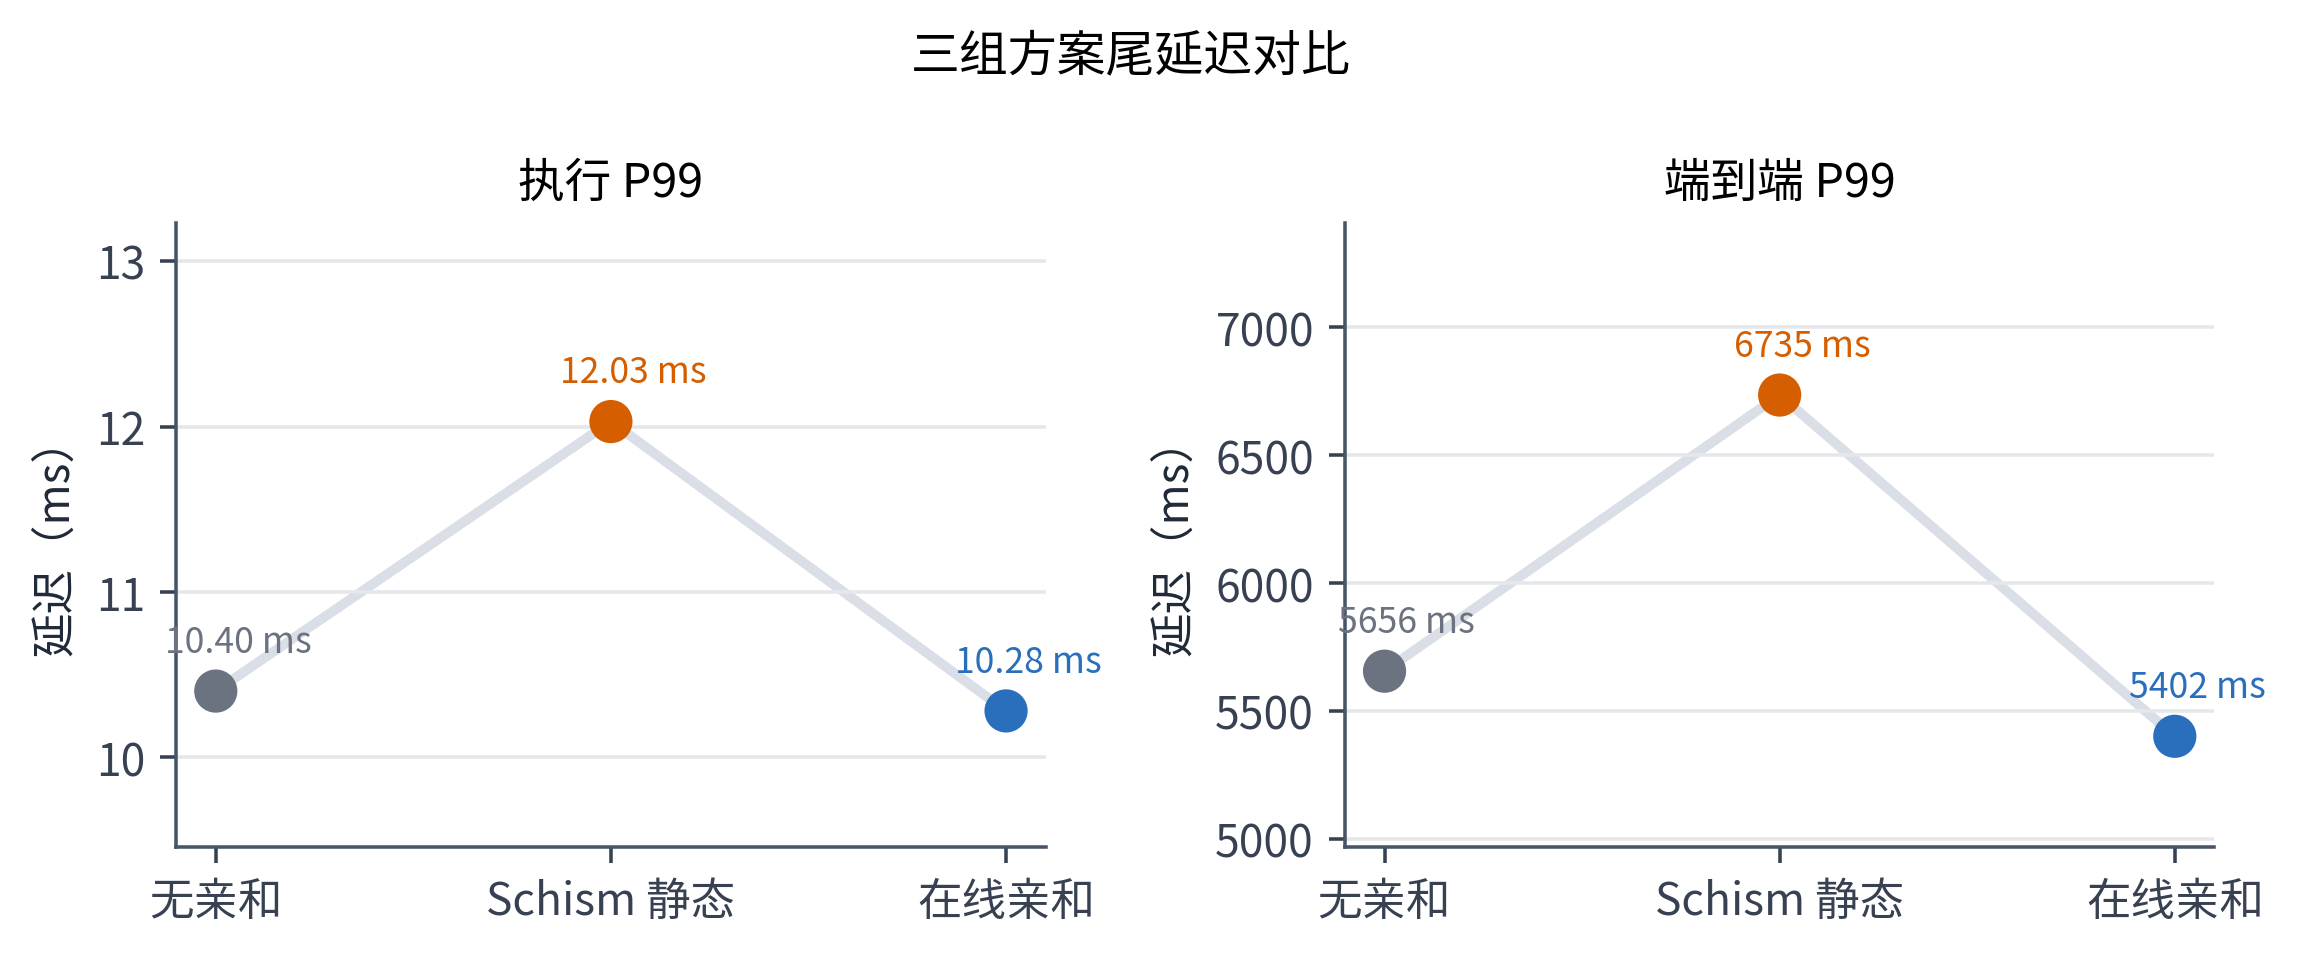 三组方案尾延迟对比
执行 P99
延迟（ms）
13
12
11
10
12.03 ms
10.40 ms
10.28 ms
无亲和
Schism 静态
在线亲和
端到端 P99
延迟（ms）
7000
6500
6000
5500
5000
6735 ms
5656 ms
5402 ms
无亲和
Schism 静态
在线亲和